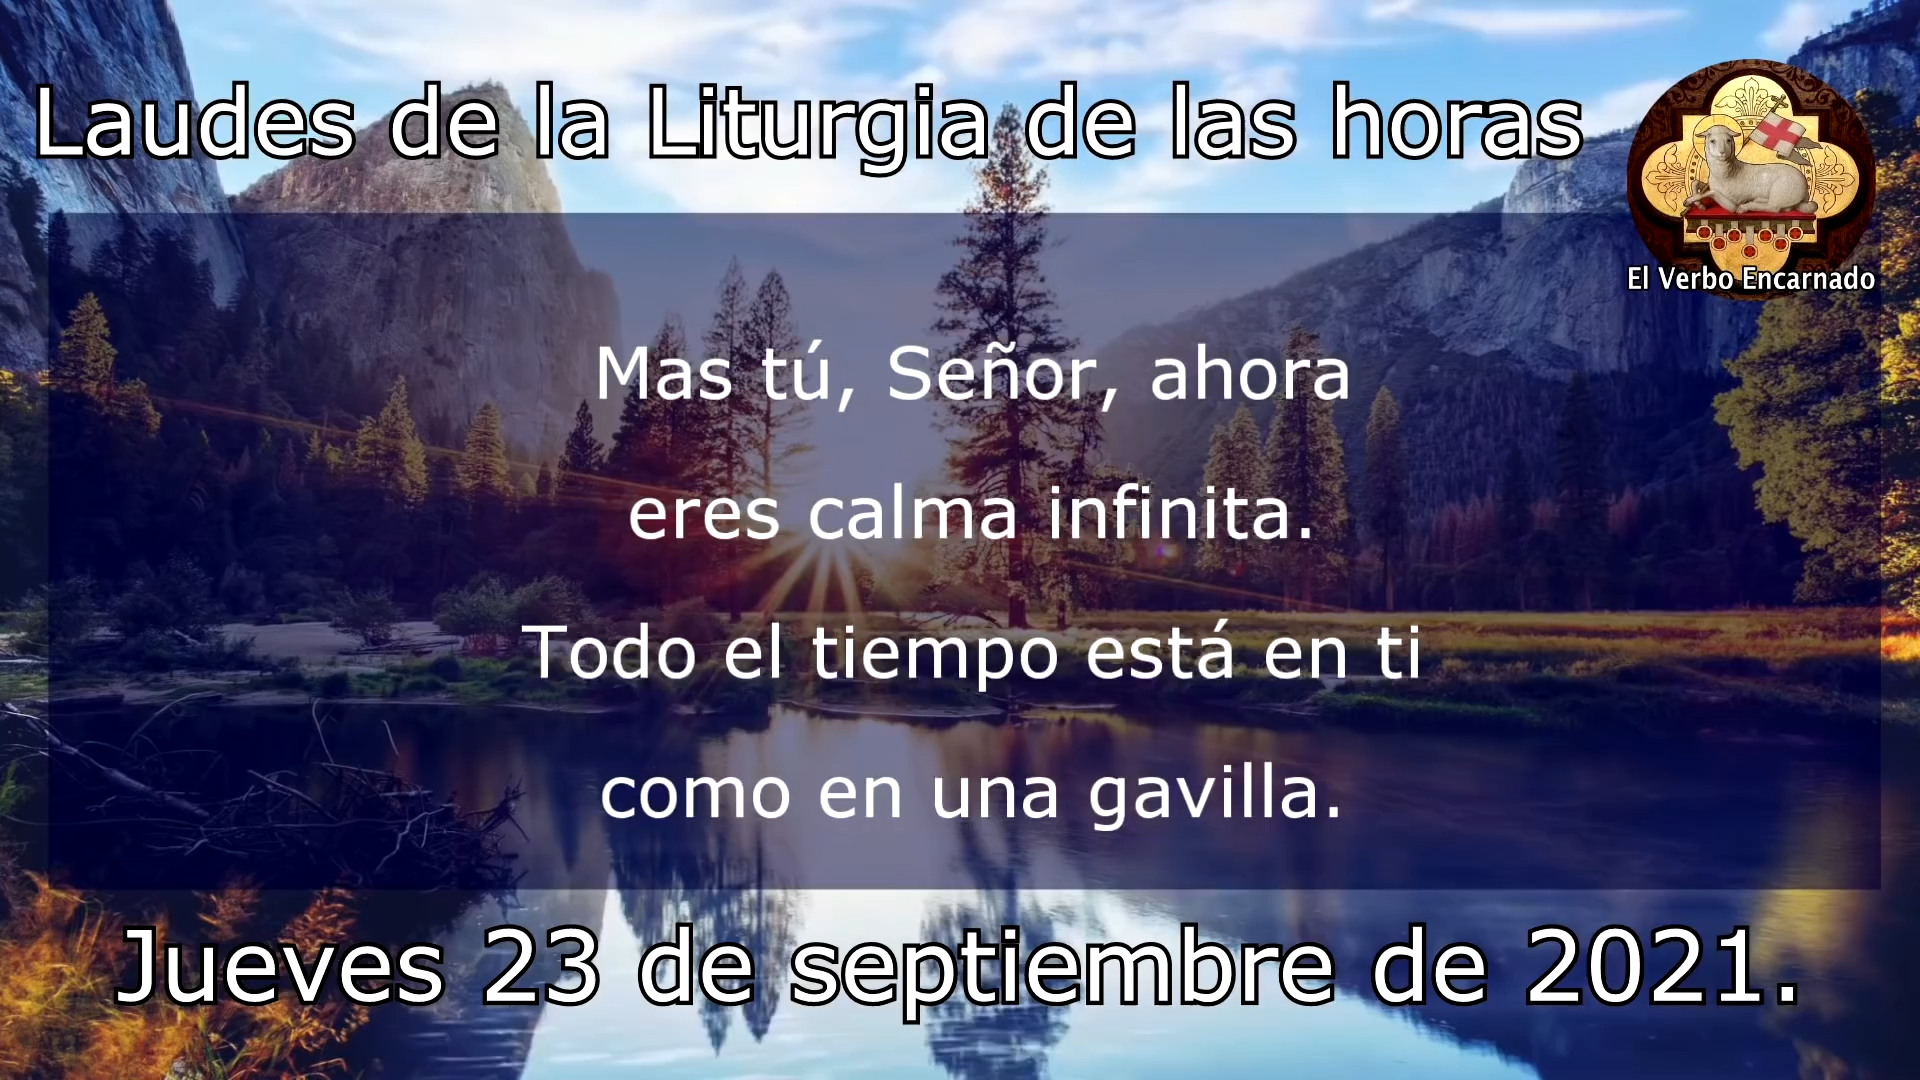 Laudes de la Liturgia de las horas
El Verbo Encarnado
Mas tú, Señor, ahora
eres calma infinita.
Todo el tiempo está en ti
como en una gavilla.
Jueves 23 de septiembre de 2021.